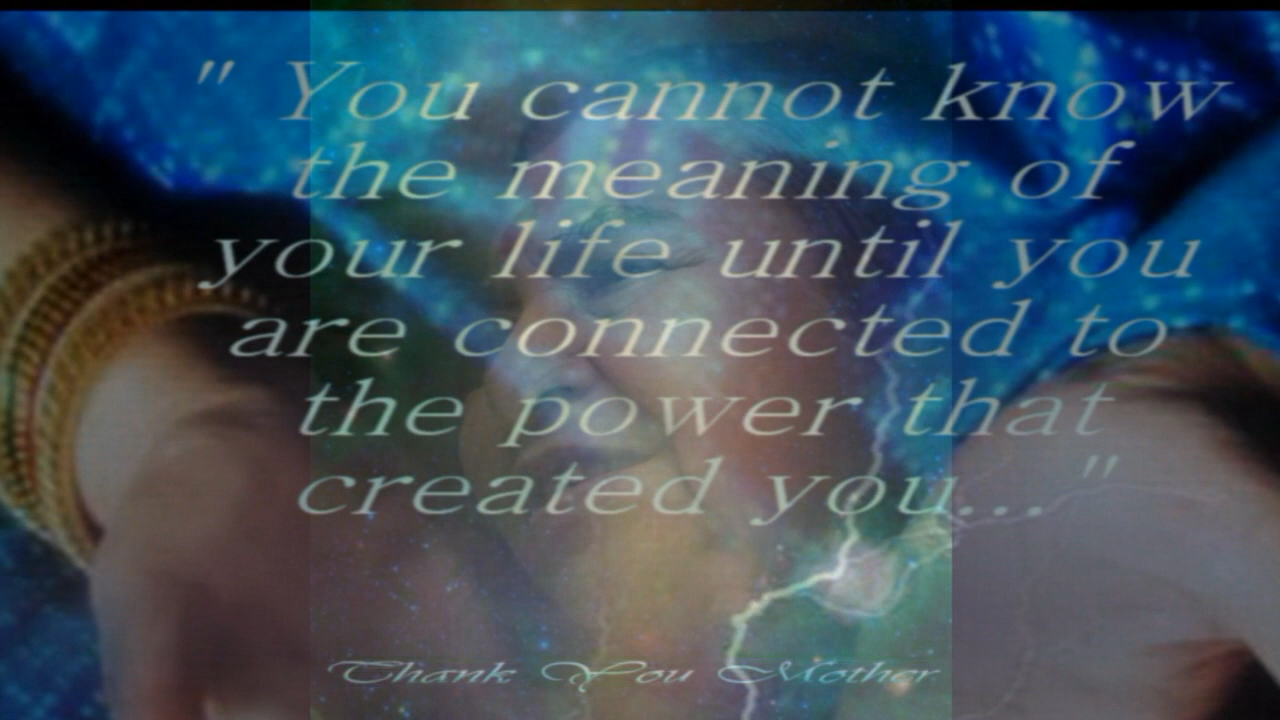 " You cannot know
the meaning of
your life until you
are connected to
the power that
created you... "
Thank You Mother